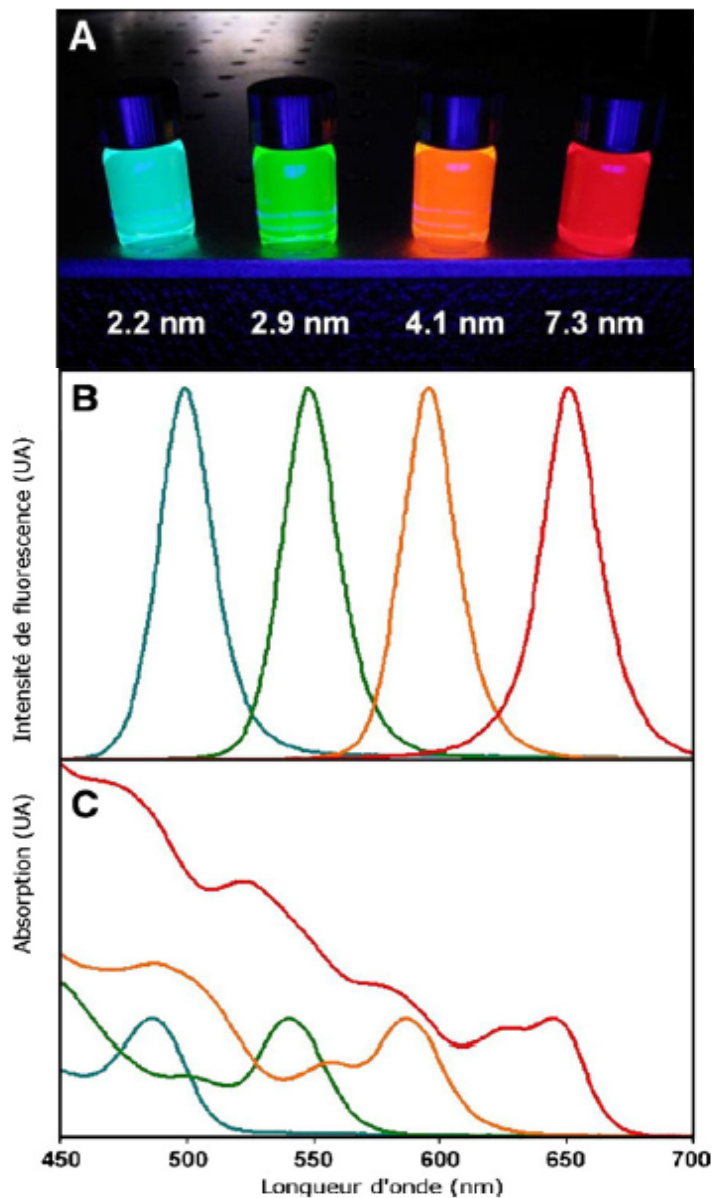 A
2.2 nm 2.9 nm 4.1 nm 7.3 nm
B
Intensité de fluorescence (UA)
C
Absorption (UA)
450 500 550 600 650 700
Longueur d'onde (nm)